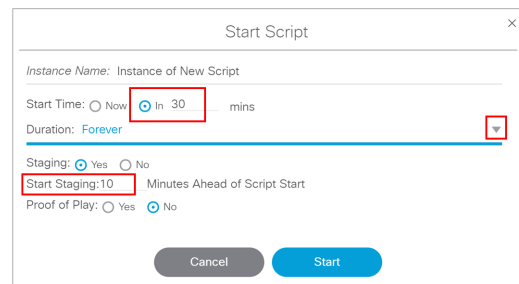 Start Script
×
Instance Name: Instance of New Script
Start Time: Now In 30 mins
Duration: Forever
Staging: Yes No
Start Staging:10 Minutes Ahead of Script Start
Proof of Play: Yes No
Cancel Start